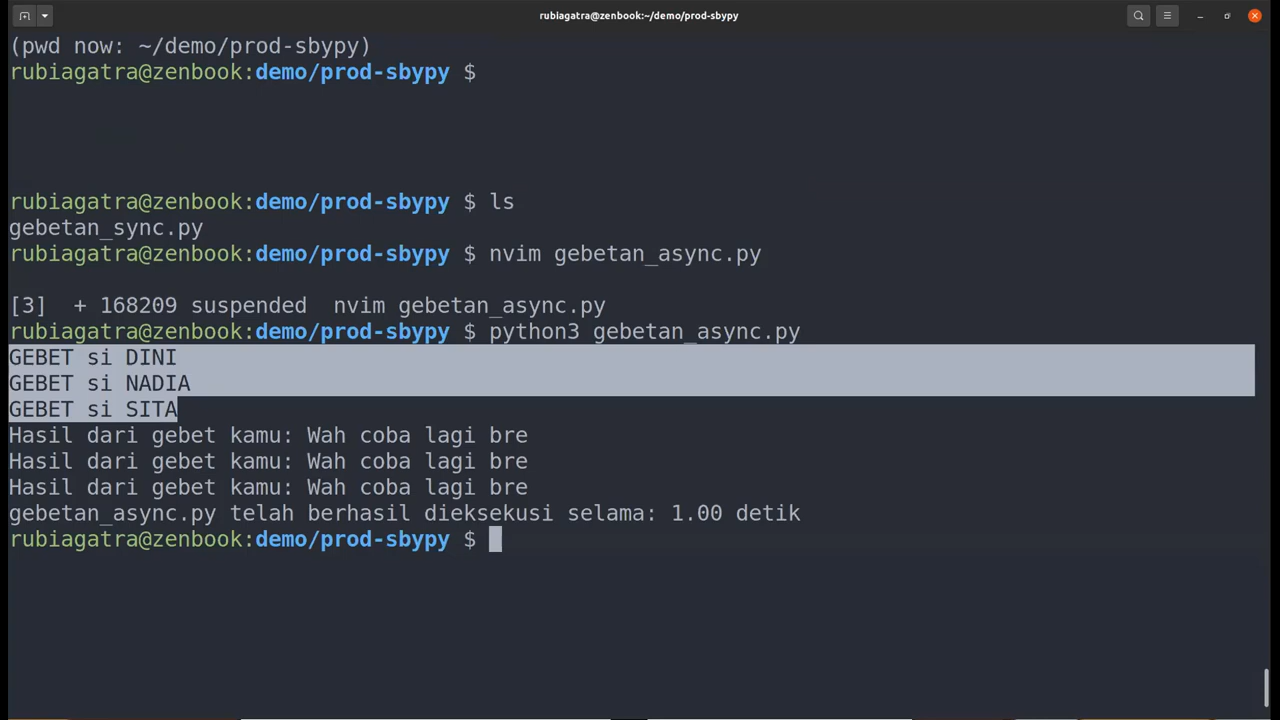 rubiagatra@zenbook:~/demo/prod-sbypy
(pwd now: ~/demo/prod-sbypy)
rubiagatra@zenbook:demo/prod-sbypy $
rubiagatra@zenbook:demo/prod-sbypy $ ls
gebetan_sync.py
rubiagatra@zenbook:demo/prod-sbypy $ nvim gebetan_async.py
[3]  + 168209 suspended  nvim gebetan_async.py
rubiagatra@zenbook:demo/prod-sbypy $ python3 gebetan_async.py
GEBET si DINI
GEBET si NADIA
GEBET si SITA
Hasil dari gebet kamu: Wah coba lagi bre
Hasil dari gebet kamu: Wah coba lagi bre
Hasil dari gebet kamu: Wah coba lagi bre
gebetan_async.py telah berhasil dieksekusi selama: 1.00 detik
rubiagatra@zenbook:demo/prod-sbypy $